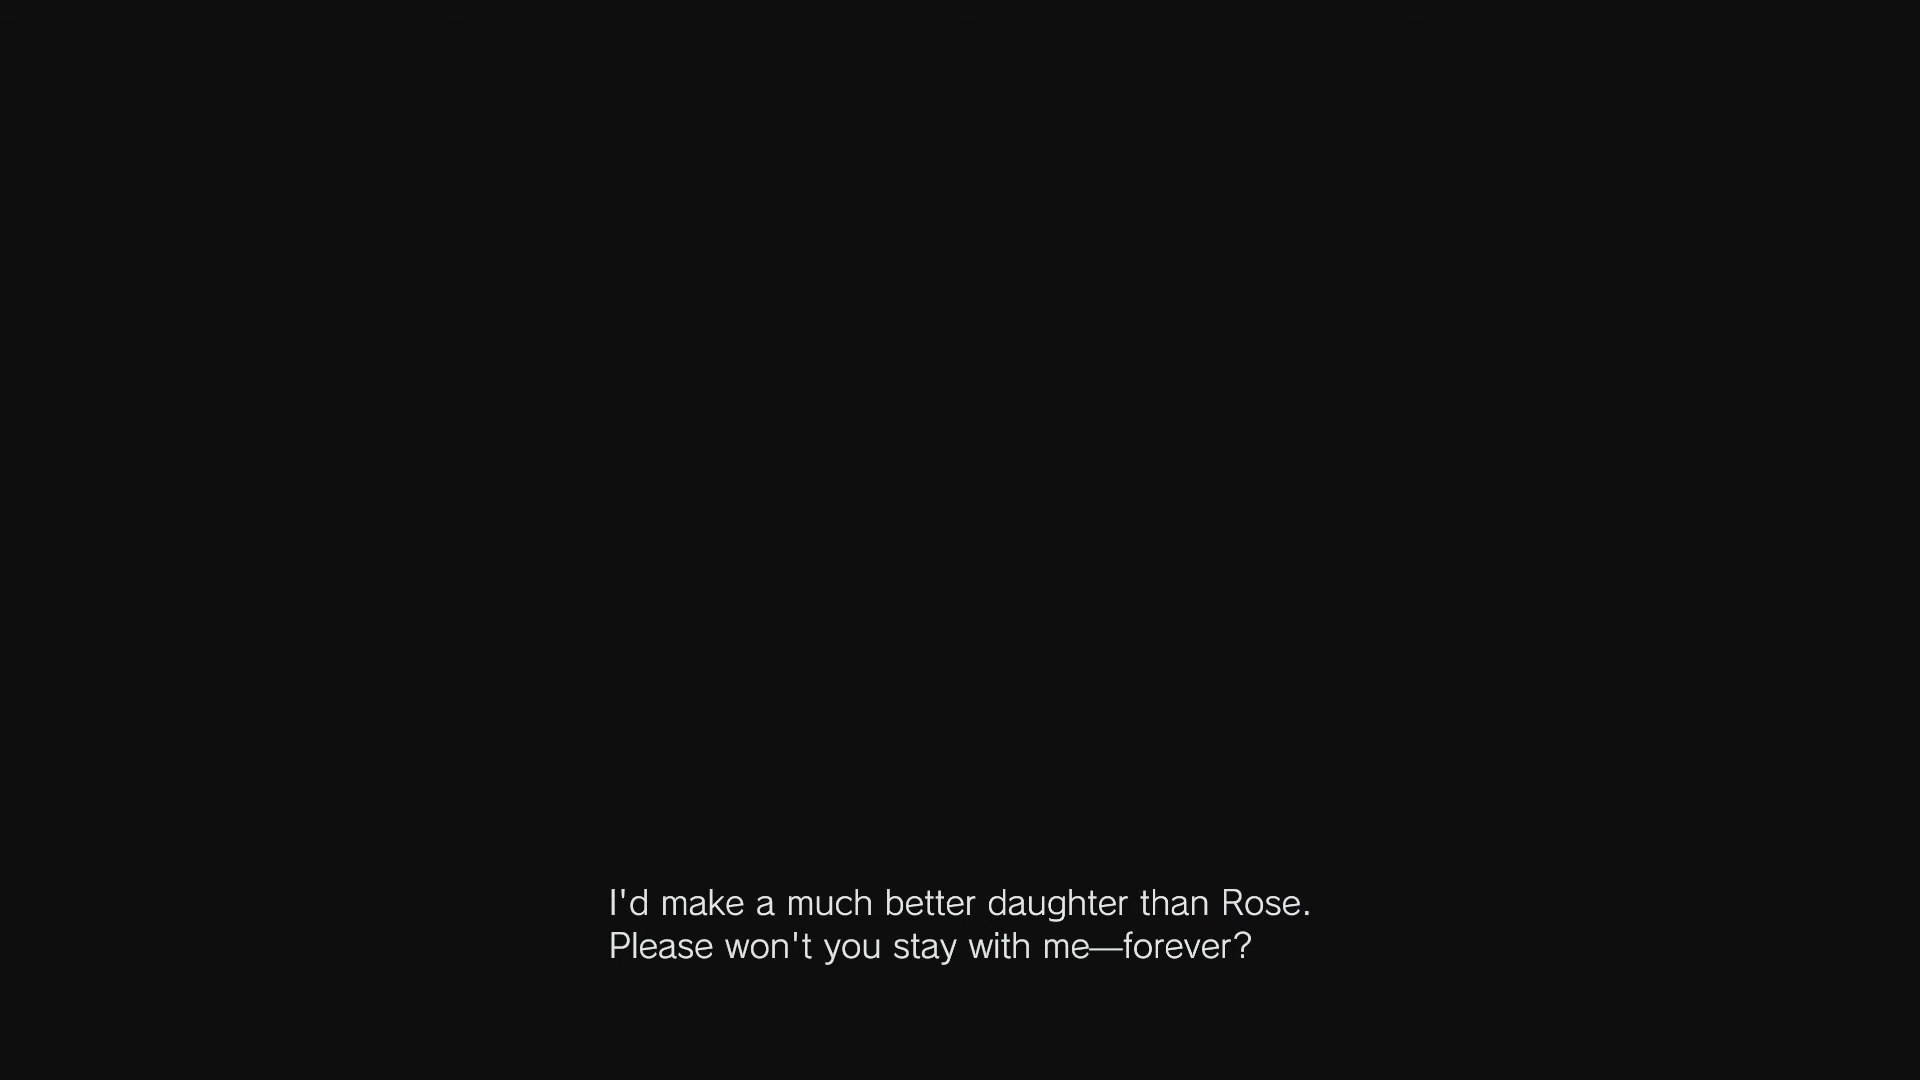 I'd make a much better daughter than Rose.
Please won't you stay with me—forever?